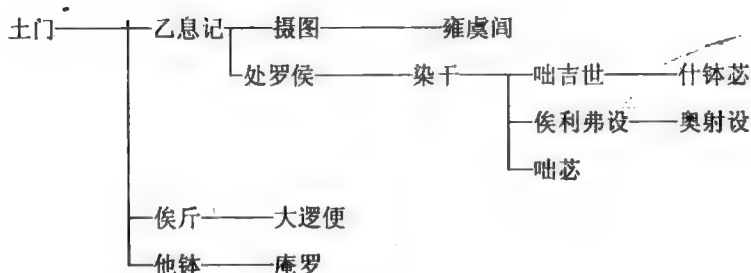 土门 乙息记 摄图 雍虞闾
处罗侯 染干 咄吉世 什钵苾
俟利弗设 奥射设
咄苾
俟斤 大逻便
他钵 庵罗